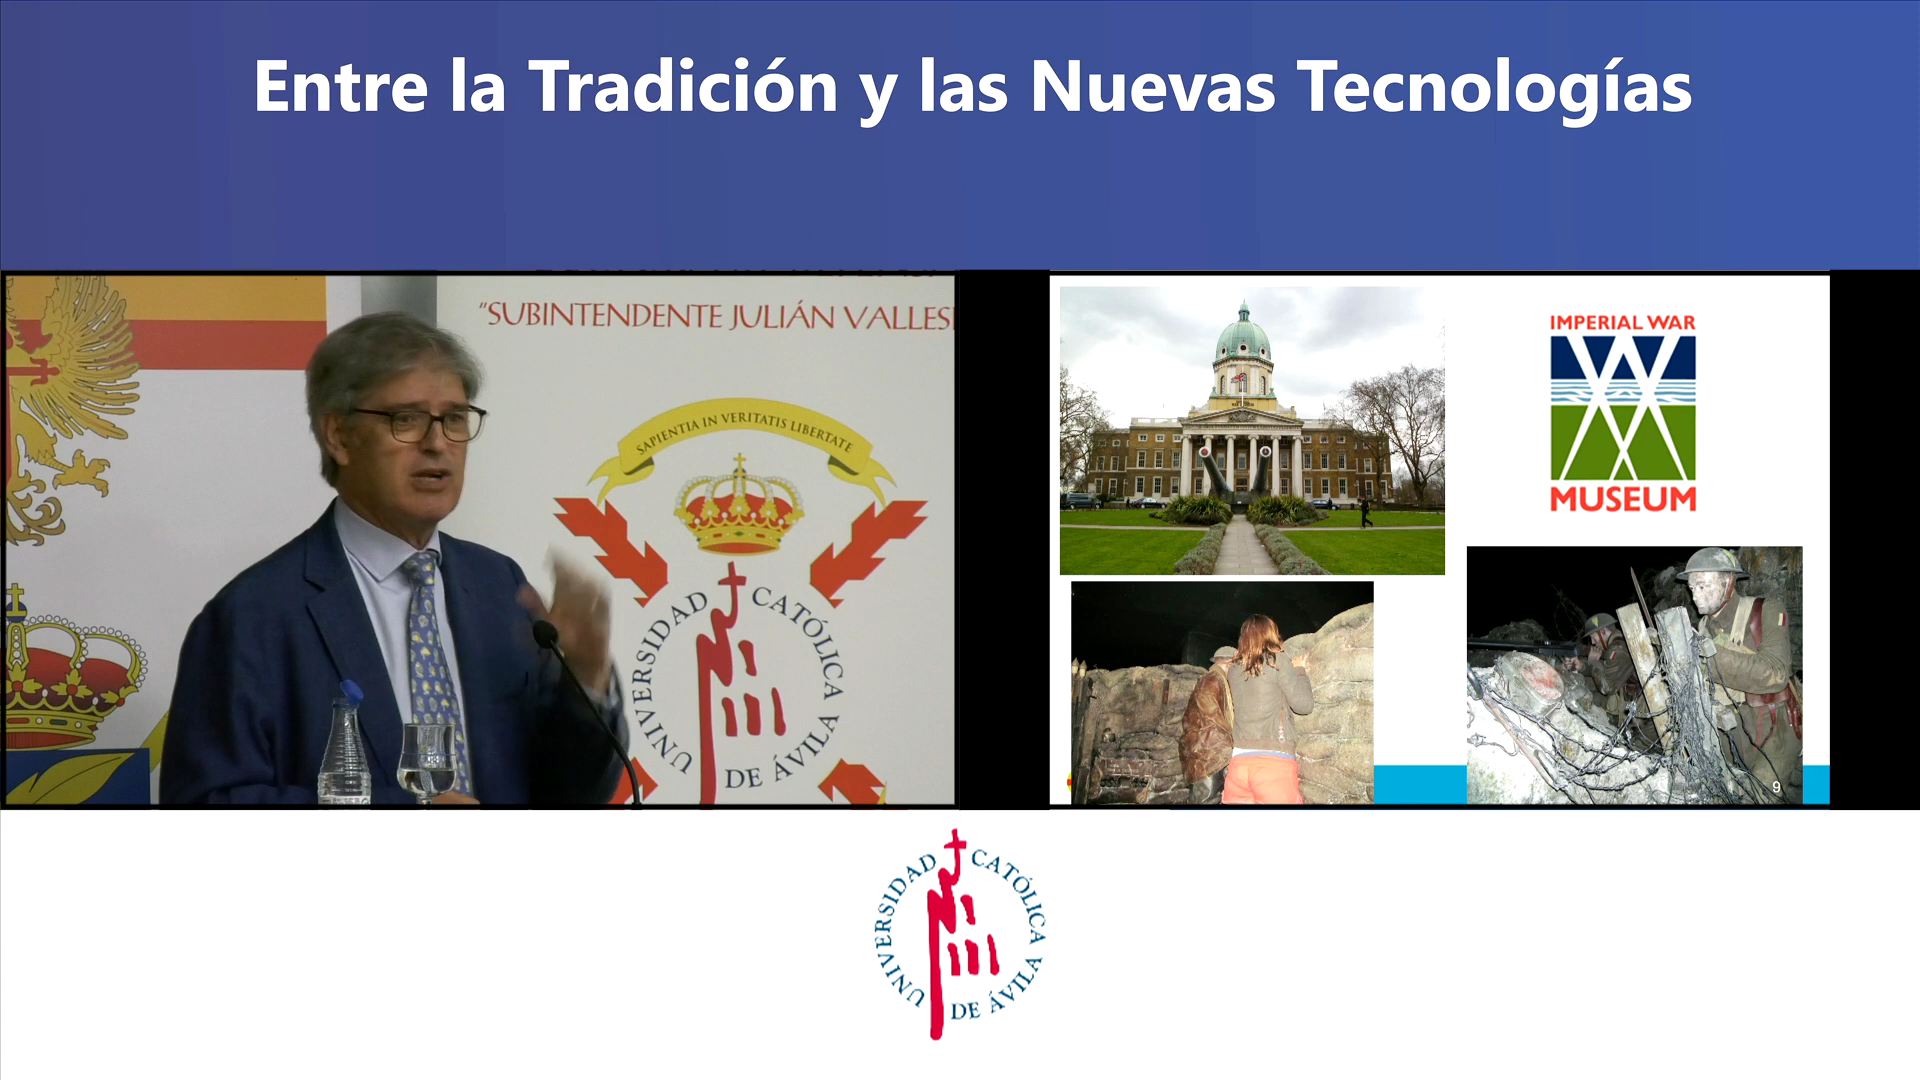 Entre la Tradición y las Nuevas Tecnologías
"SUBINTENDENTE JULIÁN VALLES
SAPIENTIA IN VERITATIS LIBERTATE
UNIVERSIDAD CATÓLICA DE ÁVILA
IMPERIAL WAR
MUSEUM
9
UNIVERSIDAD CATÓLICA DE ÁVILA